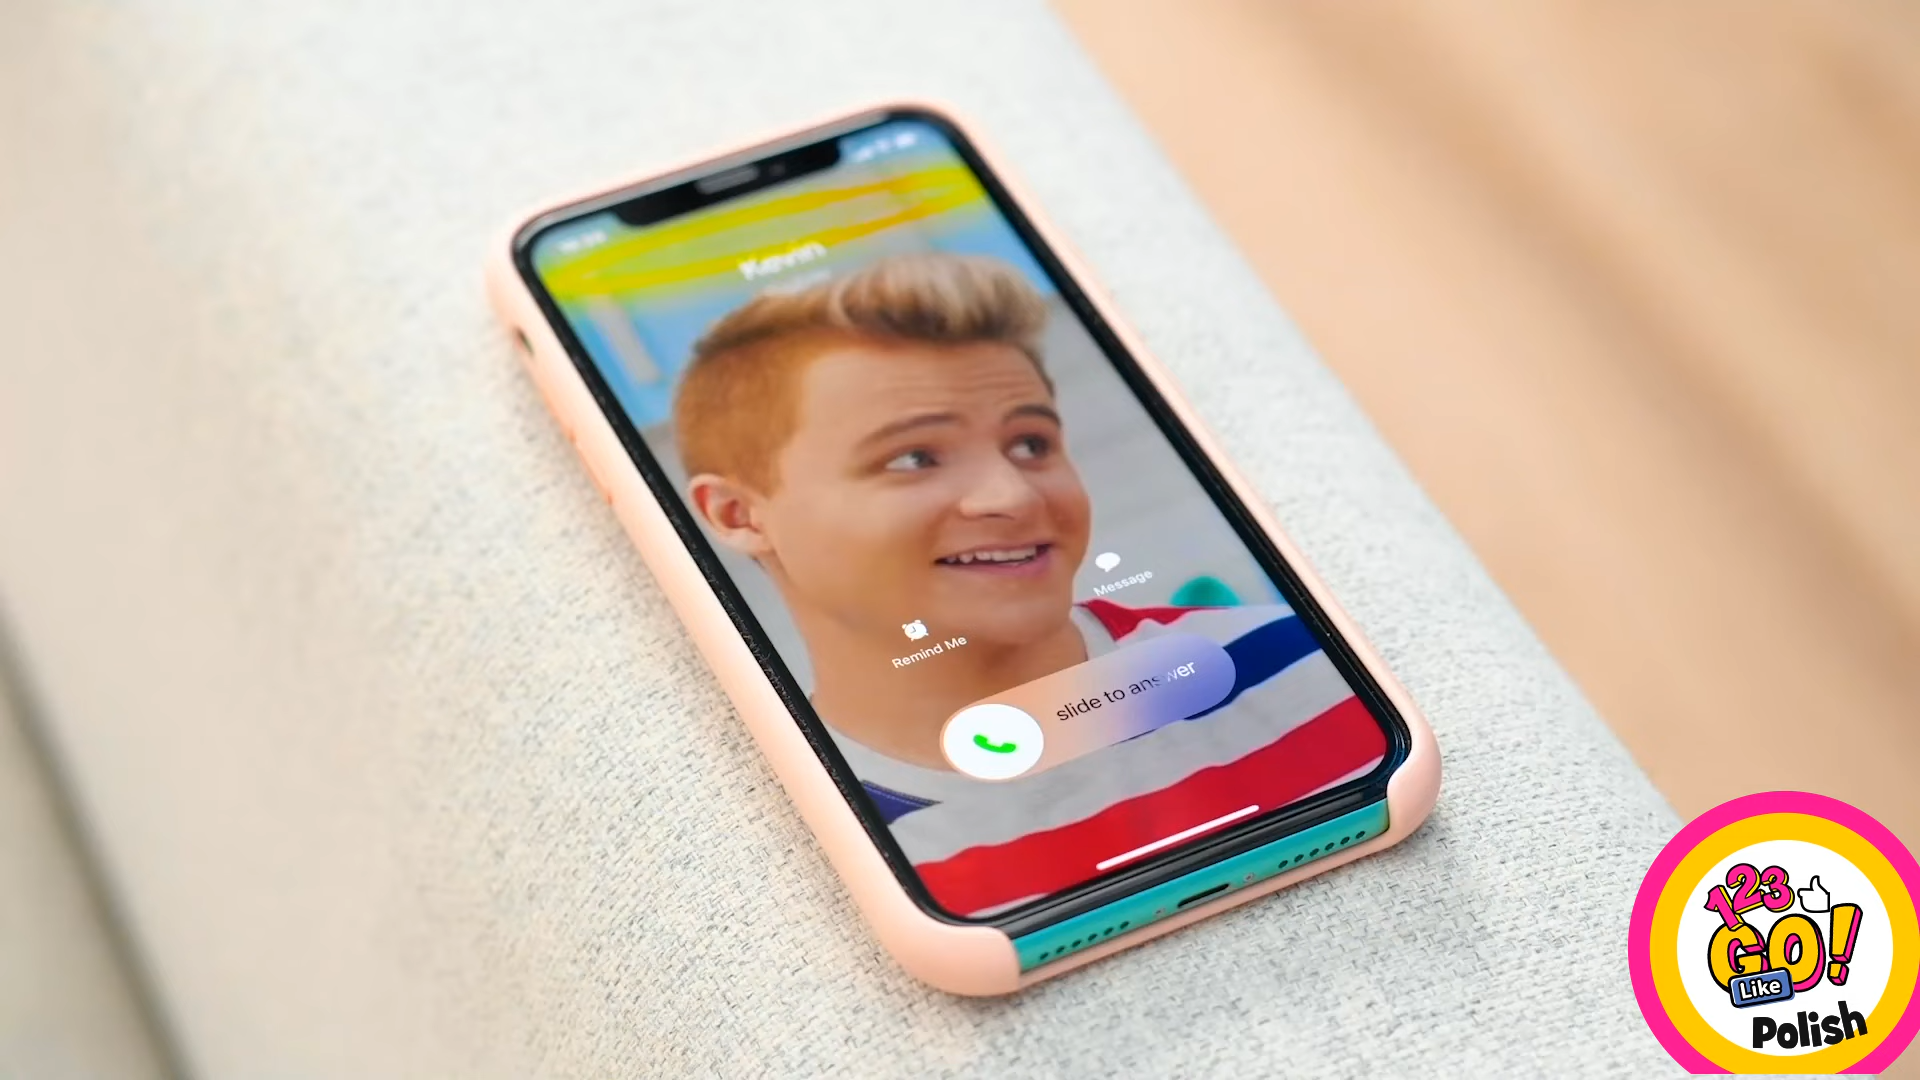 Kevin
Message
Remind Me
slide to answer
123
GO!
Like
Polish